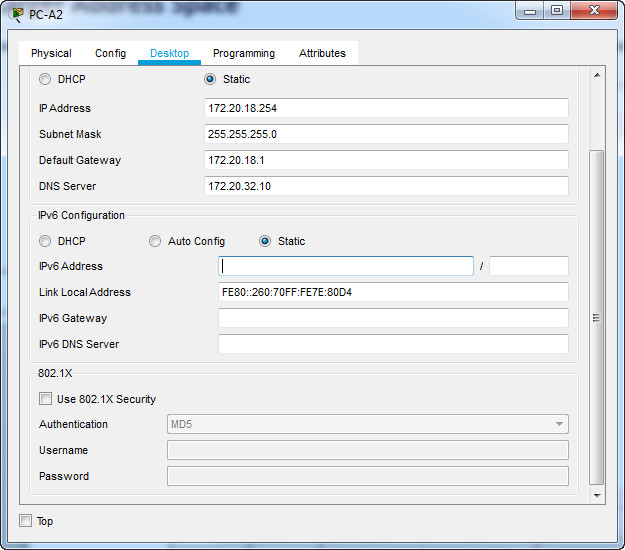 PC-A2
Physical Config Desktop Programming Attributes
DHCP Static
IP Address 172.20.18.254
Subnet Mask 255.255.255.0
Default Gateway 172.20.18.1
DNS Server 172.20.32.10
IPv6 Configuration
DHCP Auto Config Static
IPv6 Address /
Link Local Address FE80::260:70FF:FE7E:80D4
IPv6 Gateway
IPv6 DNS Server
802.1X
Use 802.1X Security
Authentication MD5
Username
Password
Top